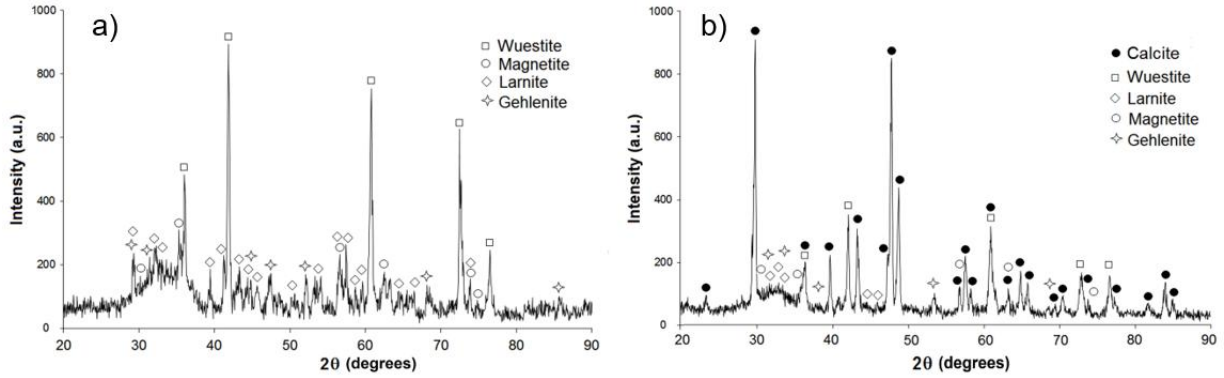 a)
1000
800
600
400
200
0
Intensity (a.u.)
20
30
40
50
60
70
80
90
2θ (degrees)
Wuestite
Magnetite
Larnite
Gehlenite
b)
1000
800
600
400
200
0
Intensity (a.u.)
20
30
40
50
60
70
80
90
2θ (degrees)
Calcite
Wuestite
Larnite
Magnetite
Gehlenite